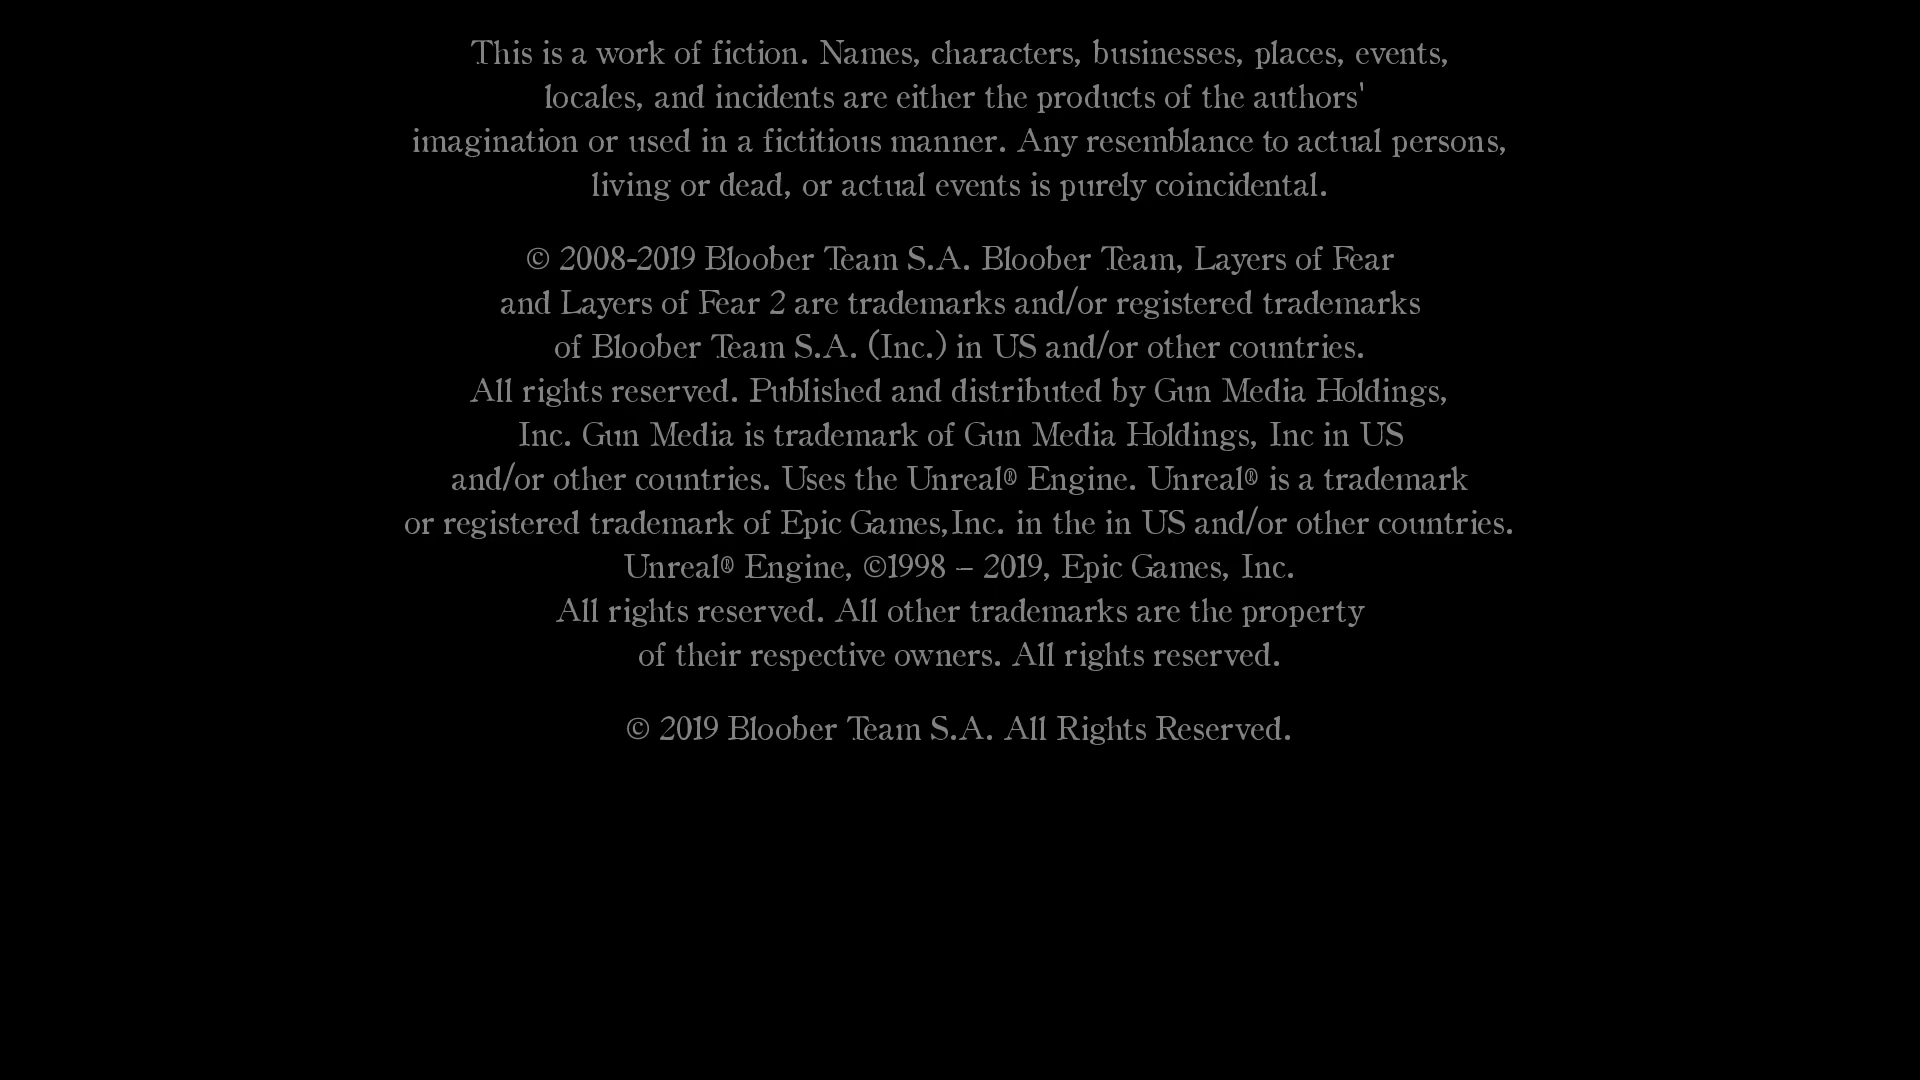 This is a work of fiction. Names, characters, businesses, places, events,
locales, and incidents are either the products of the authors'
imagination or used in a fictitious manner. Any resemblance to actual persons,
living or dead, or actual events is purely coincidental.
© 2008-2019 Bloober Team S.A. Bloober Team, Layers of Fear
and Layers of Fear 2 are trademarks and/or registered trademarks
of Bloober Team S.A. (Inc.) in US and/or other countries.
All rights reserved. Published and distributed by Gun Media Holdings,
Inc. Gun Media is trademark of Gun Media Holdings, Inc in US
and/or other countries. Uses the Unreal® Engine. Unreal® is a trademark
or registered trademark of Epic Games,Inc. in the in US and/or other countries.
Unreal® Engine, ©1998 – 2019, Epic Games, Inc.
All rights reserved. All other trademarks are the property
of their respective owners. All rights reserved.
© 2019 Bloober Team S.A. All Rights Reserved.